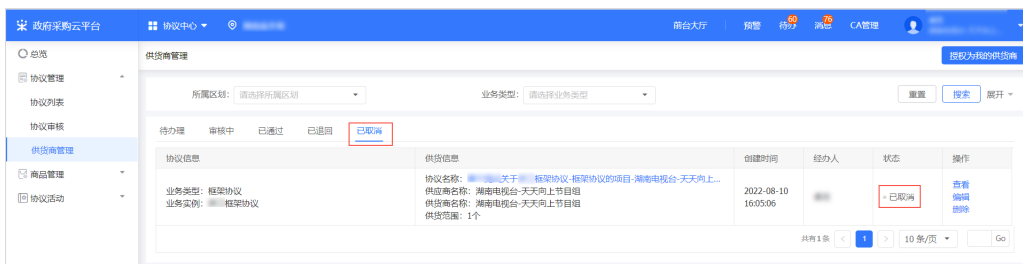 政府采购云平台
协议中心
前台大厅
预警
待办
60
消息
76
CA管理
总览
协议管理
协议列表
协议审核
供货商管理
商品管理
协议活动
供货商管理
授权为我的供货商
所属区划： 请选择所属区划
业务类型： 请选择业务类型
重置 搜索 展开
待办理 审核中 已通过 已退回 已取消
协议信息 供货信息 创建时间 经办人 状态 操作
业务类型：框架协议
业务实例： 框架协议
协议名称： 关于 框架协议-框架协议的项目-湖南电视台-天天向上...
供应商名称：湖南电视台-天天向上节目组
供货商名称：湖南电视台-天天向上节目组
供货范围：1个
2022-08-10
16:05:06
已取消
查看
编辑
删除
共有1条 < 1 > 10 条/页 Go